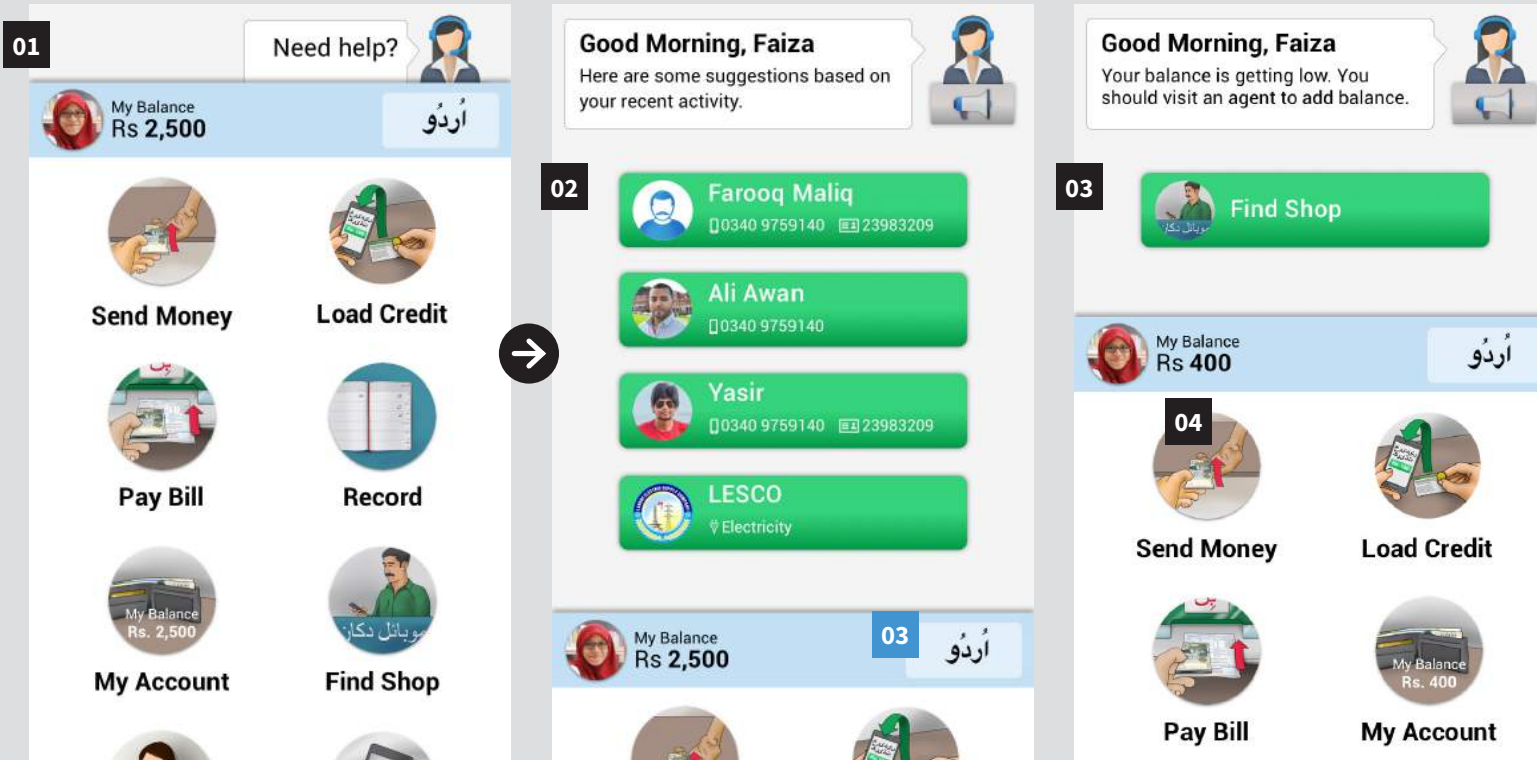 01
Need help?
My Balance
Rs 2,500
اُردُو
Send Money
Load Credit
Pay Bill
Record
My Balance
Rs. 2,500
موبائل دکان
My Account
Find Shop
Good Morning, Faiza
Here are some suggestions based on
your recent activity.
02
Farooq Maliq
0340 9759140 23983209
Ali Awan
0340 9759140
Yasir
0340 9759140 23983209
LESCO
Electricity
My Balance
Rs 2,500
03
اُردُو
Good Morning, Faiza
Your balance is getting low. You
should visit an agent to add balance.
03
موبائل دکان
Find Shop
My Balance
Rs 400
اُردُو
04
Send Money
Load Credit
My Balance
Rs. 400
Pay Bill
My Account